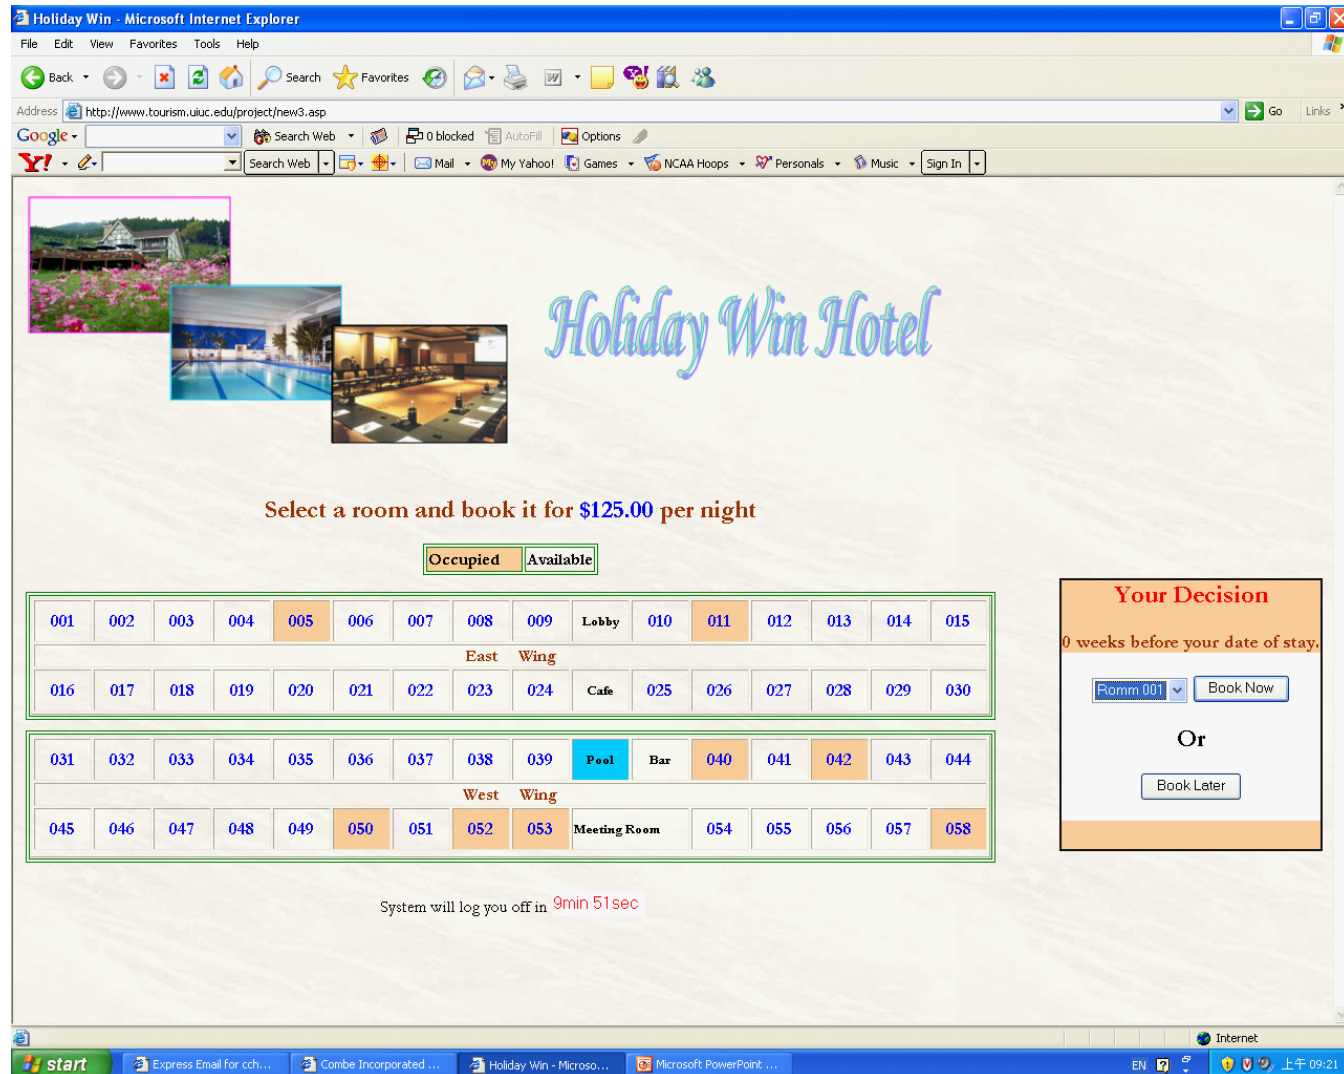 Holiday Win - Microsoft Internet Explorer
File Edit View Favorites Tools Help
Back Search Favorites
Address http://www.tourism.uiuc.edu/project/new3.asp Go Links
Google Search Web 0 blocked AutoFill Options
Y! Search Web Mail My Yahoo! Games NCAA Hoops Personals Music Sign In
Holiday Win Hotel
Select a room and book it for $125.00 per night
Occupied Available
001 002 003 004 005 006 007 008 009 Lobby 010 011 012 013 014 015
East Wing
016 017 018 019 020 021 022 023 024 Cafe 025 026 027 028 029 030
031 032 033 034 035 036 037 038 039 Pool Bar 040 041 042 043 044
West Wing
045 046 047 048 049 050 051 052 053 Meeting Room 054 055 056 057 058
Your Decision
0 weeks before your date of stay.
Romm 001 Book Now
Or
Book Later
System will log you off in 9min 51sec
Internet
start Express Email for cch... Combe Incorporated ... Holiday Win - Microso... Microsoft PowerPoint ... EN 上午 09:21